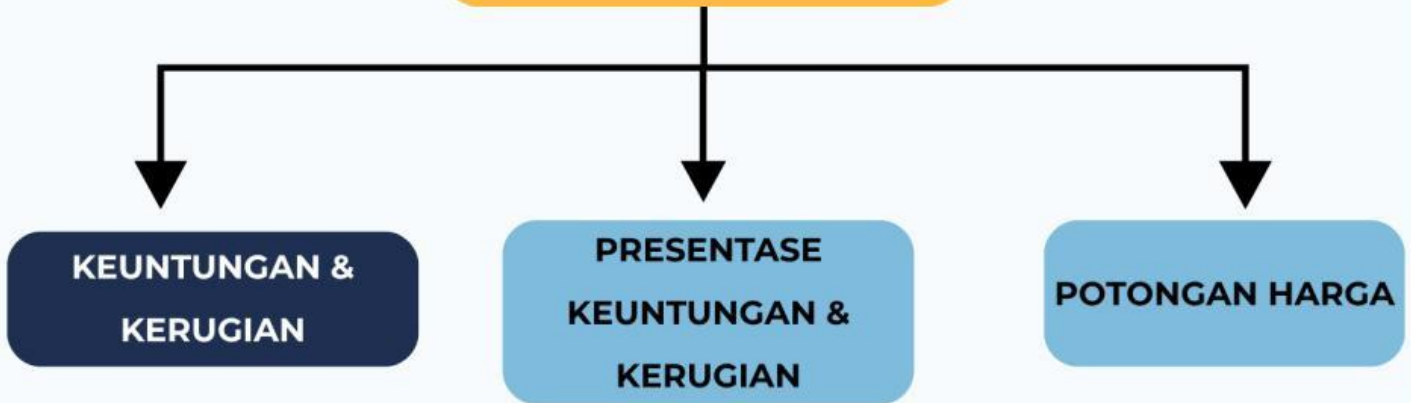 KEUNTUNGAN &
KERUGIAN
PRESENTASE
KEUNTUNGAN &
KERUGIAN
POTONGAN HARGA